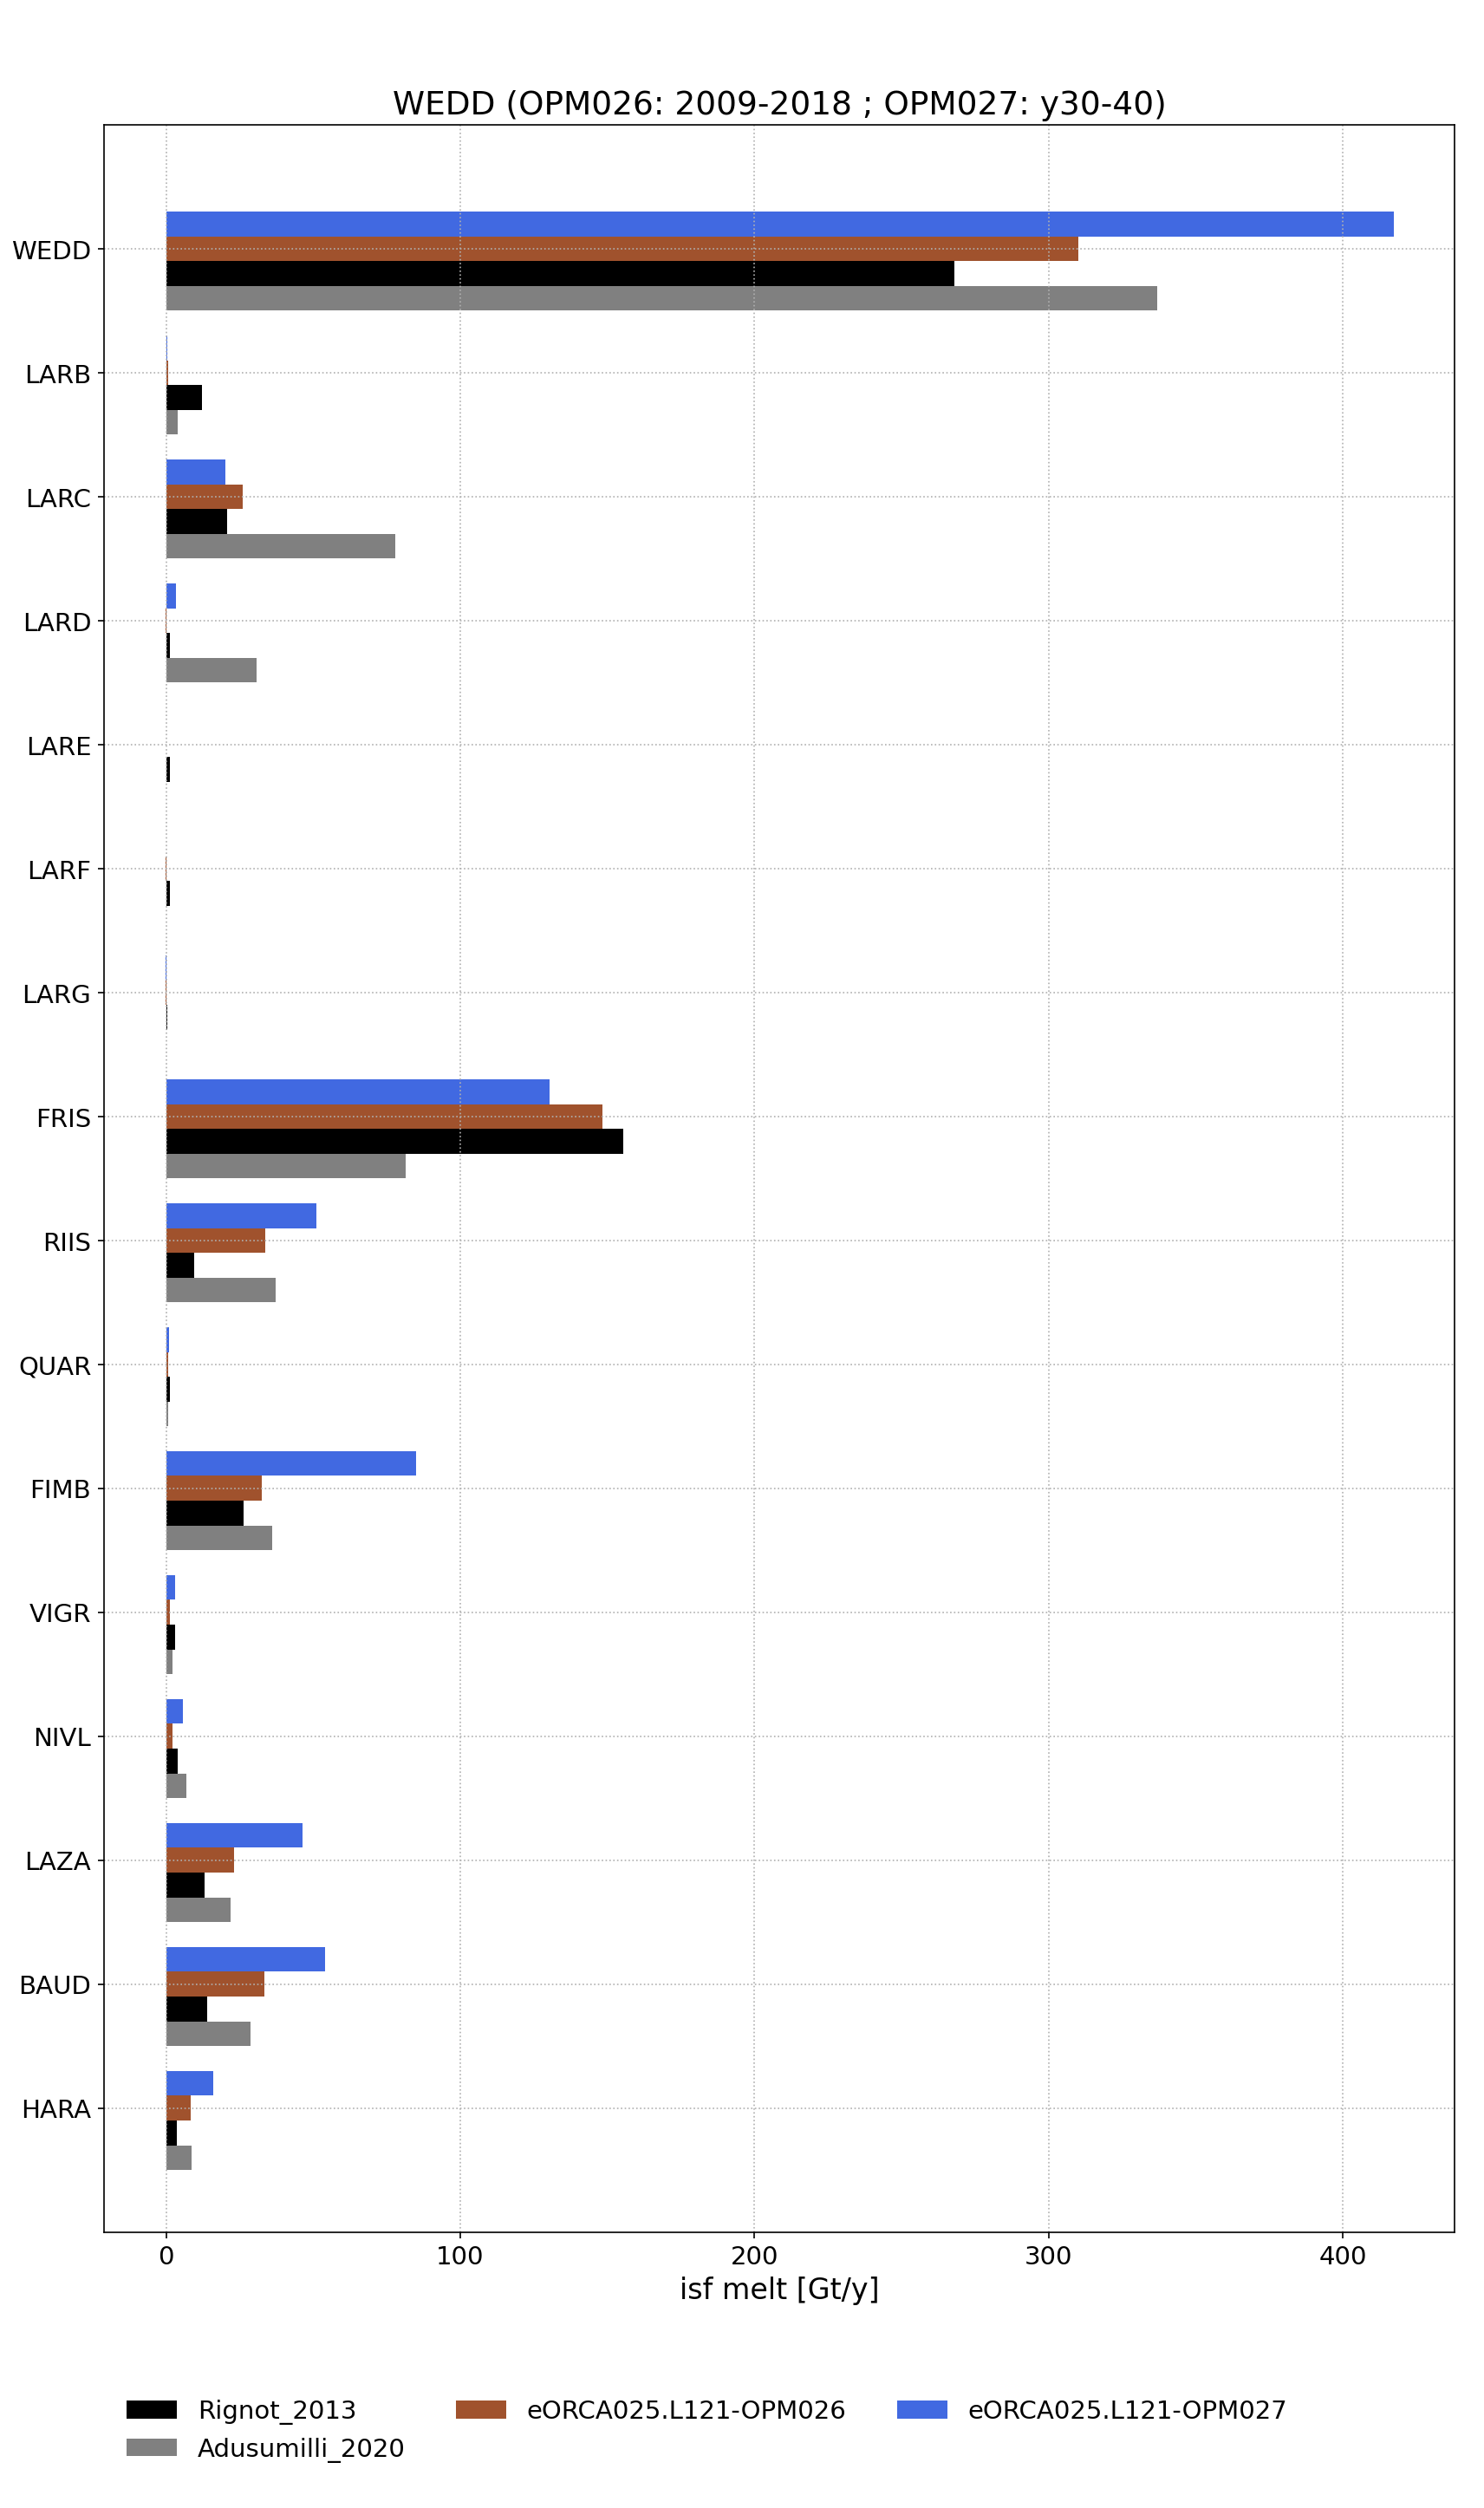 WEDD (OPM026: 2009-2018 ; OPM027: y30-40)
WEDD
LARB
LARC
LARD
LARE
LARF
LARG
FRIS
RIIS
QUAR
FIMB
VIGR
NIVL
LAZA
BAUD
HARA
0 100 200 300 400
isf melt [Gt/y]
Rignot_2013 eORCA025.L121-OPM026 eORCA025.L121-OPM027
Adusumilli_2020